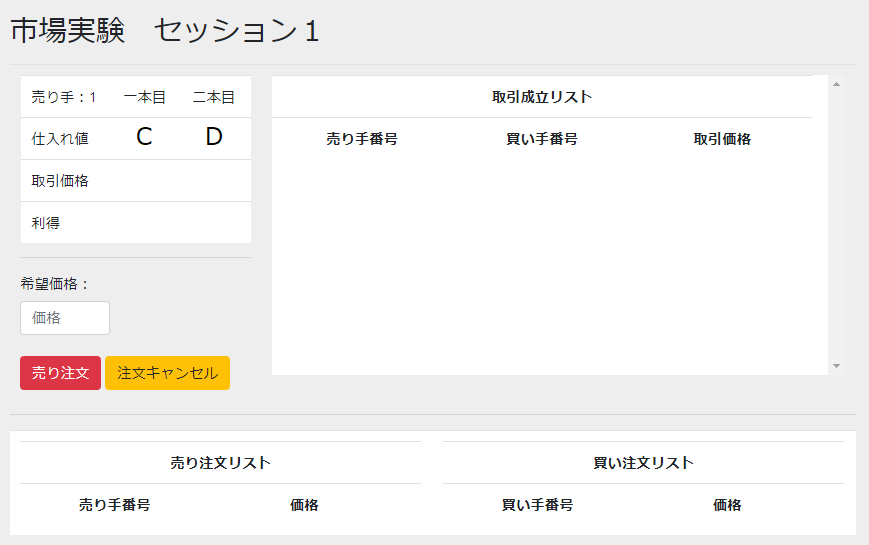 市場実験　セッション１
売り手：1 一本目 二本目
仕入れ値 C D
取引価格
利得
希望価格：
価格
売り注文 注文キャンセル
取引成立リスト
売り手番号 買い手番号 取引価格
売り注文リスト
売り手番号 価格
買い注文リスト
買い手番号 価格